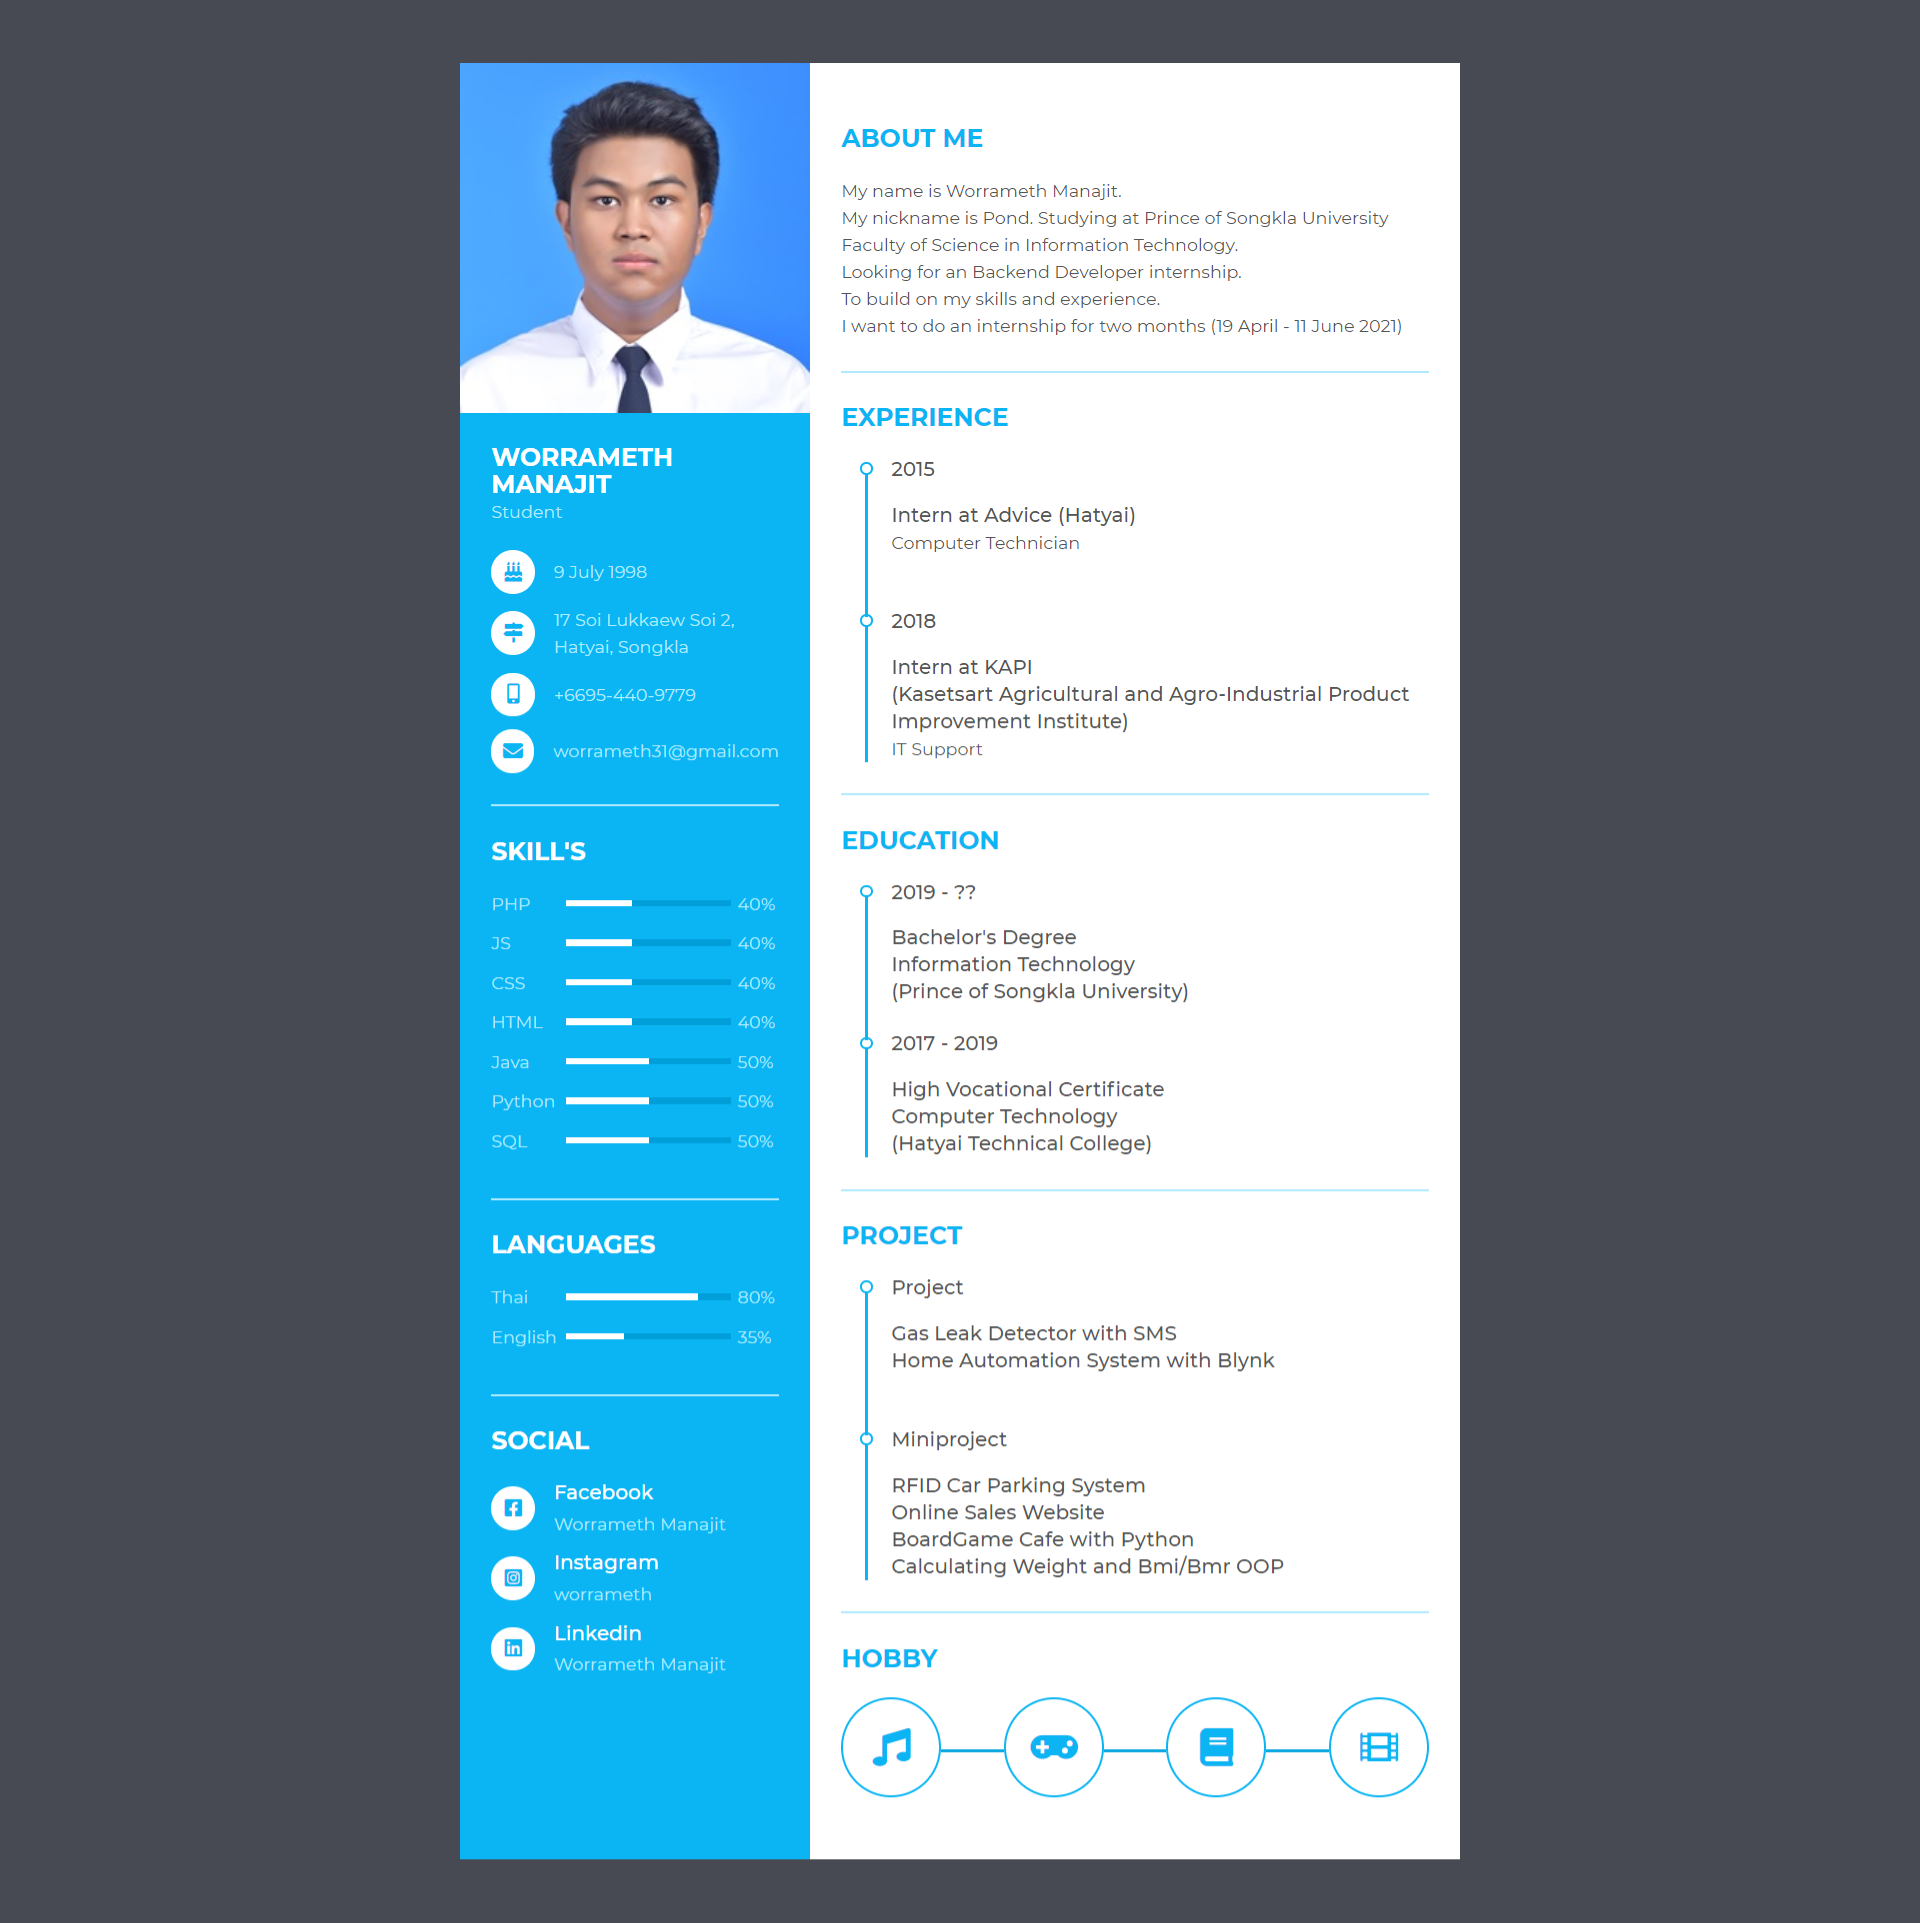 WORRAMETH
MANAJIT
Student
9 July 1998
17 Soi Lukkaew Soi 2,
Hatyai, Songkla
+6695-440-9779
worrameth31@gmail.com
SKILL'S
PHP 40%
JS 40%
CSS 40%
HTML 40%
Java 50%
Python 50%
SQL 50%
LANGUAGES
Thai 80%
English 35%
SOCIAL
Facebook
Worrameth Manajit
Instagram
worrameth
Linkedin
Worrameth Manajit
ABOUT ME
My name is Worrameth Manajit.
My nickname is Pond. Studying at Prince of Songkla University
Faculty of Science in Information Technology.
Looking for an Backend Developer internship.
To build on my skills and experience.
I want to do an internship for two months (19 April - 11 June 2021)
EXPERIENCE
2015
Intern at Advice (Hatyai)
Computer Technician
2018
Intern at KAPI
(Kasetsart Agricultural and Agro-Industrial Product
Improvement Institute)
IT Support
EDUCATION
2019 - ??
Bachelor's Degree
Information Technology
(Prince of Songkla University)
2017 - 2019
High Vocational Certificate
Computer Technology
(Hatyai Technical College)
PROJECT
Project
Gas Leak Detector with SMS
Home Automation System with Blynk
Miniproject
RFID Car Parking System
Online Sales Website
BoardGame Cafe with Python
Calculating Weight and Bmi/Bmr OOP
HOBBY